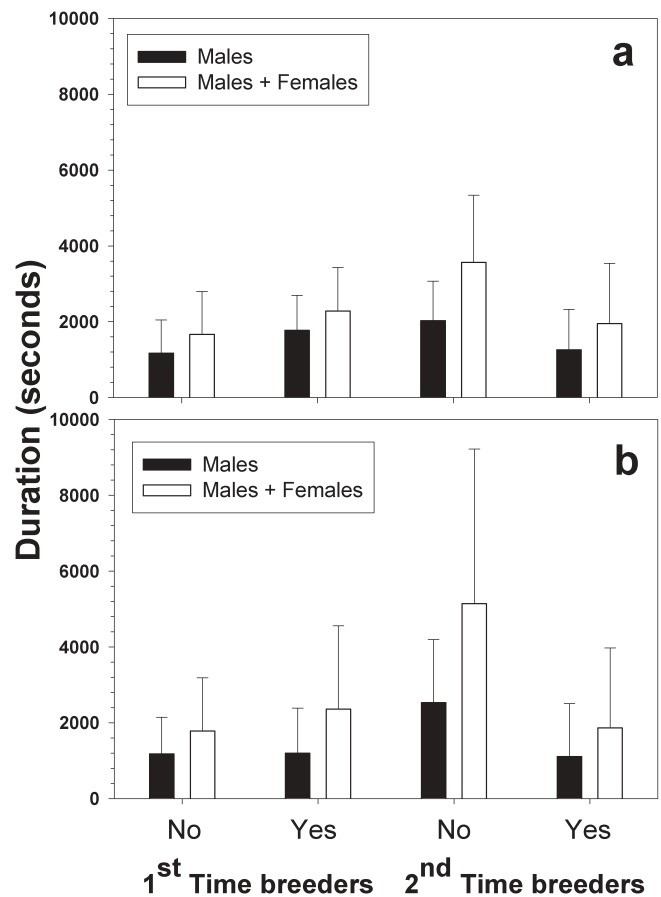 10000
a
Males
Males + Females
8000
6000
4000
2000
0
Duration (seconds)
10000
b
Males
Males + Females
8000
6000
4000
2000
0
No Yes No Yes
1st Time breeders 2nd Time breeders